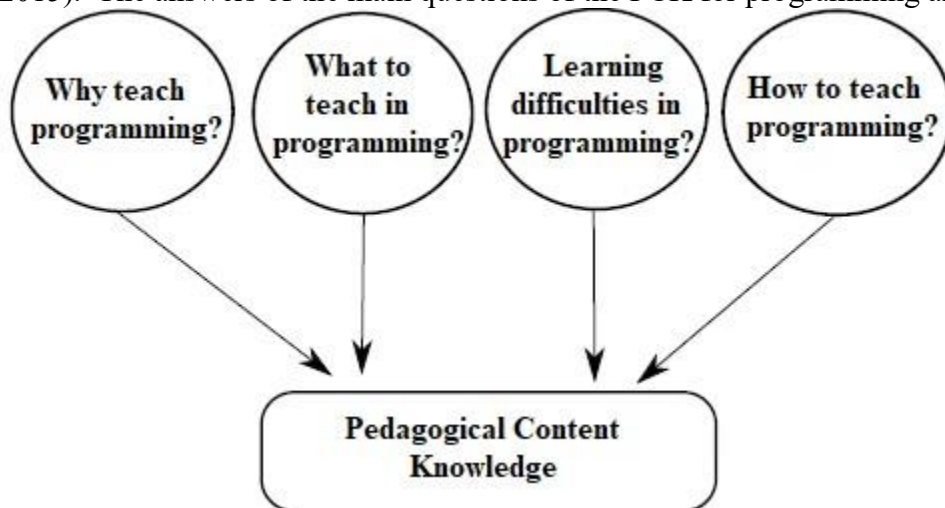 Why teach
programming?
What to
teach in
programming?
Learning
difficulties in
programming?
How to teach
programming?
Pedagogical Content
Knowledge